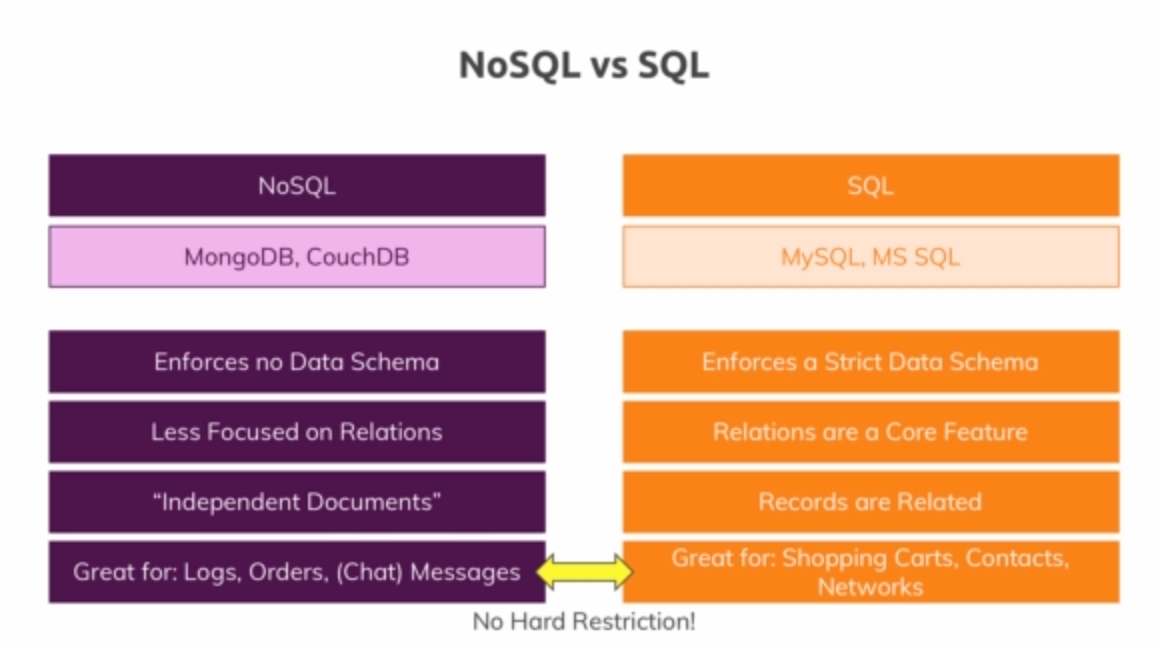 NoSQL vs SQL
NoSQL
SQL
MongoDB, CouchDB
MySQL, MS SQL
Enforces no Data Schema
Enforces a Strict Data Schema
Less Focused on Relations
Relations are a Core Feature
“Independent Documents”
Records are Related
Great for: Logs, Orders, (Chat) Messages
Great for: Shopping Carts, Contacts,
Networks
No Hard Restriction!